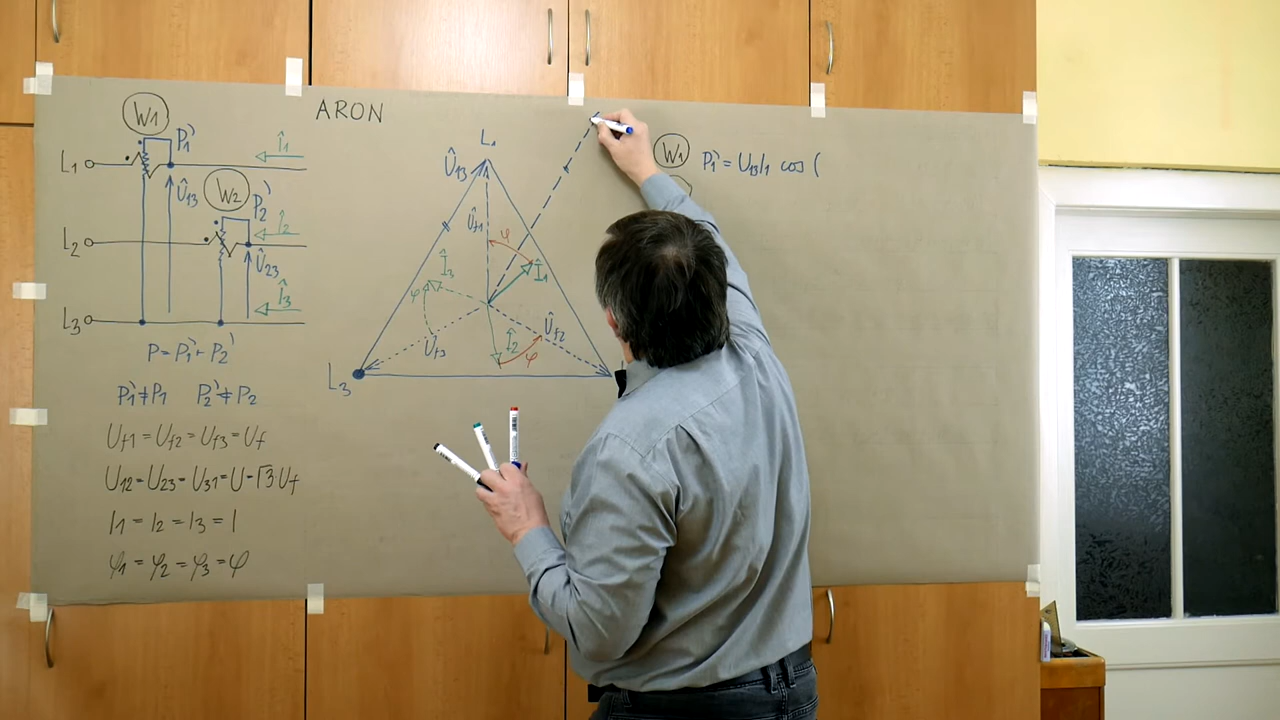 ARON
W1
P1`
Î1
L1
Û13
W2
P2`
Î2
L2
Û23
Î3
L3
P = P1` + P2`
P1` ≠ P1 P2` ≠ P2
Uf1 = Uf2 = Uf3 = Uf
U12 = U23 = U31 = U = √3 Uf
I1 = I2 = I3 = I
φ1 = φ2 = φ3 = φ
L1
Û13
Ûf1
φ
Î1
Î3
φ
Ûf3
Î2
φ
Ûf2
L3
W1 P1` = U13 I1 cos (